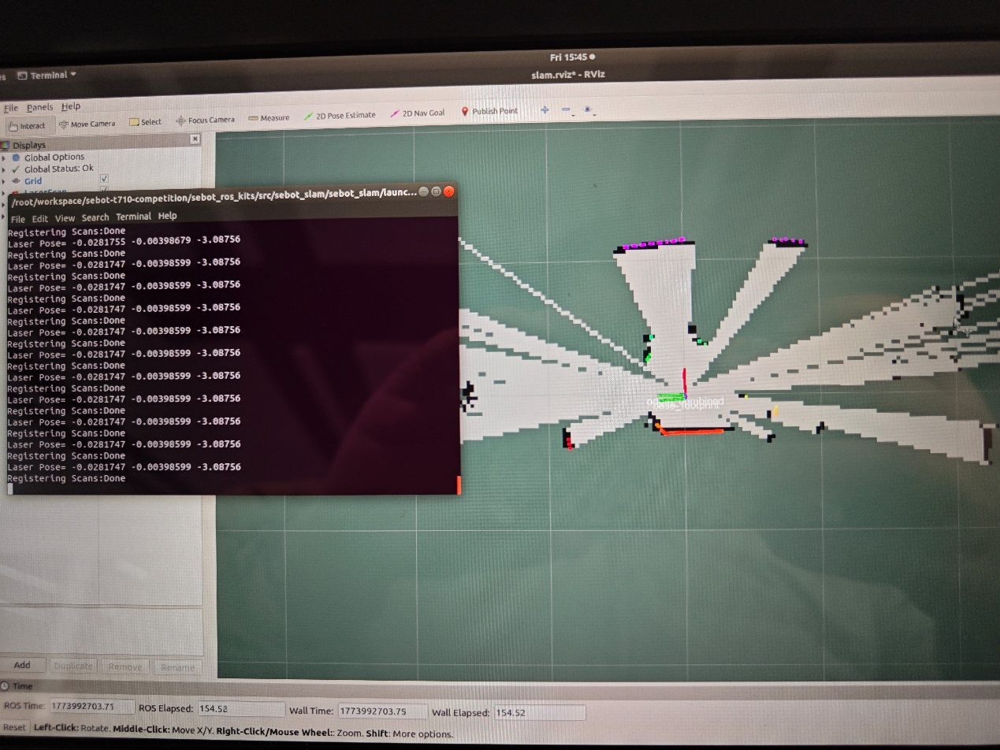 Fri 15:45
Terminal
slam.rviz* - RViz
File Panels Help
Interact Move Camera Select Focus Camera Measure 2D Pose Estimate 2D Nav Goal Publish Point
Displays
Global Options
Global Status: Ok
Grid
LaserScan
/root/workspace/sebot-t710-competition/sebot_ros_kits/src/sebot_slam/sebot_slam/launc...
File Edit View Search Terminal Help
Registering Scans:Done
Laser Pose= -0.0281755 -0.00398679 -3.08756
Registering Scans:Done
Laser Pose= -0.0281747 -0.00398599 -3.08756
Registering Scans:Done
Laser Pose= -0.0281747 -0.00398599 -3.08756
Registering Scans:Done
Laser Pose= -0.0281747 -0.00398599 -3.08756
Registering Scans:Done
Laser Pose= -0.0281747 -0.00398599 -3.08756
Registering Scans:Done
Laser Pose= -0.0281747 -0.00398599 -3.08756
Registering Scans:Done
Laser Pose= -0.0281747 -0.00398599 -3.08756
Registering Scans:Done
Laser Pose= -0.0281747 -0.00398599 -3.08756
Registering Scans:Done
Laser Pose= -0.0281747 -0.00398599 -3.08756
Registering Scans:Done
Laser Pose= -0.0281747 -0.00398599 -3.08756
Registering Scans:Done
Laser Pose= -0.0281747 -0.00398599 -3.08756
Registering Scans:Done
Add Duplicate Remove Rename
Time
ROS Time: 1773992703.71 ROS Elapsed: 154.52 Wall Time: 1773992703.75 Wall Elapsed: 154.52
Reset Left-Click: Rotate. Middle-Click: Move X/Y. Right-Click/Mouse Wheel:: Zoom. Shift: More options.